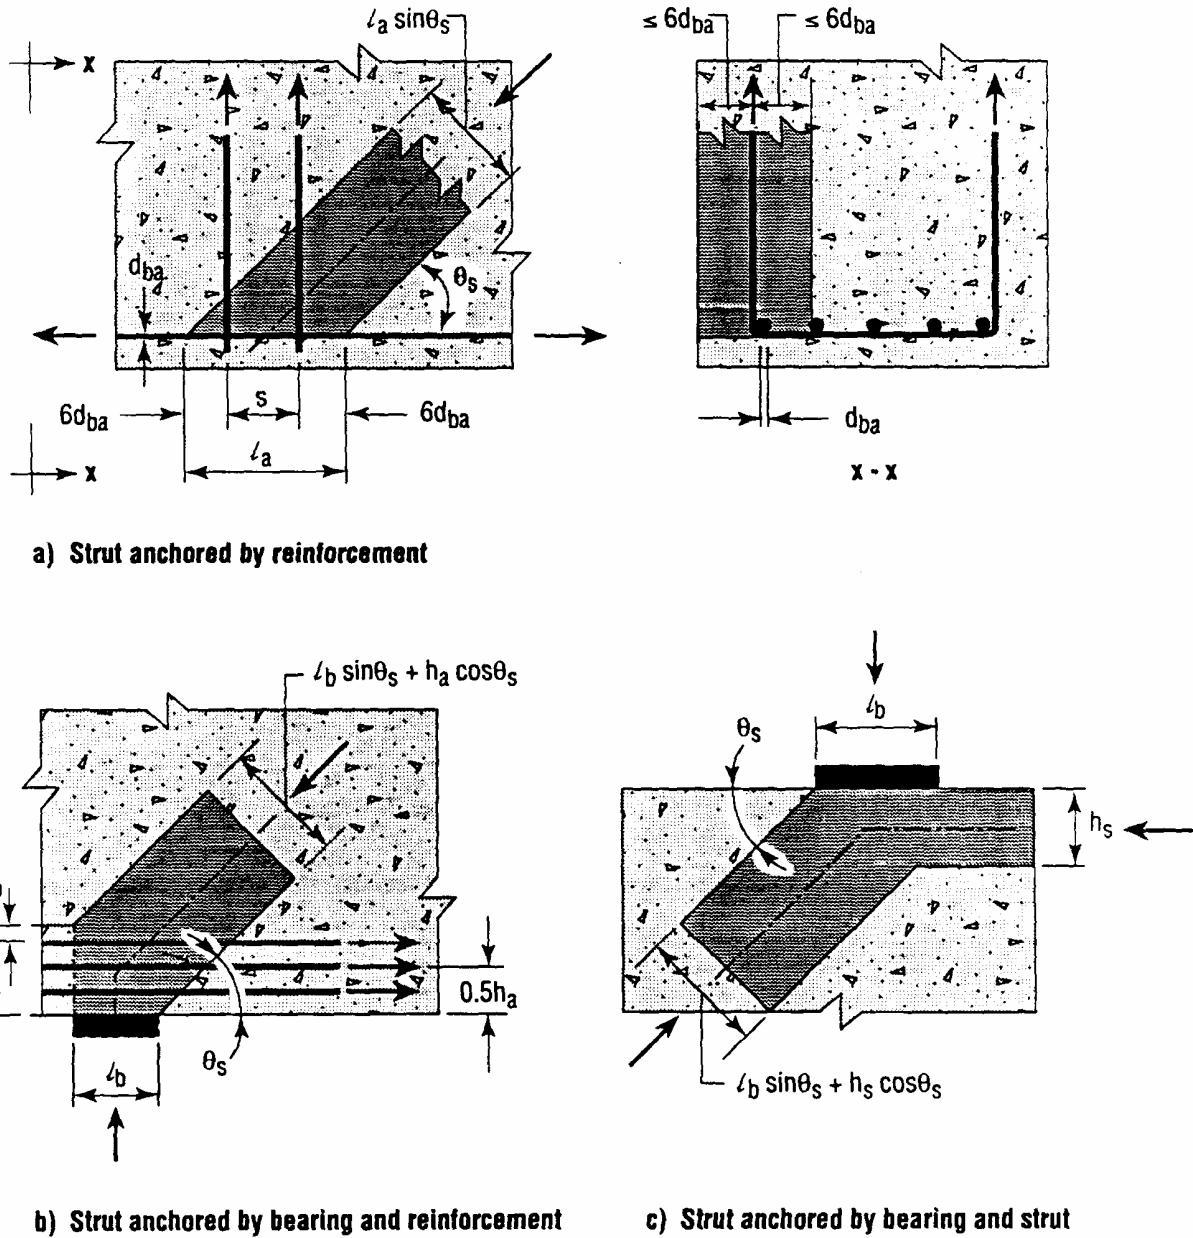 ℓa sinθs
≤ 6dba
≤ 6dba
x
dba
θs
s
6dba
6dba
ℓa
x
dba
x - x
a) Strut anchored by reinforcement
ℓb sinθs + ha cosθs
ℓb
θs
hs
0.5ha
θs
ℓb
ℓb sinθs + hs cosθs
b) Strut anchored by bearing and reinforcement
c) Strut anchored by bearing and strut